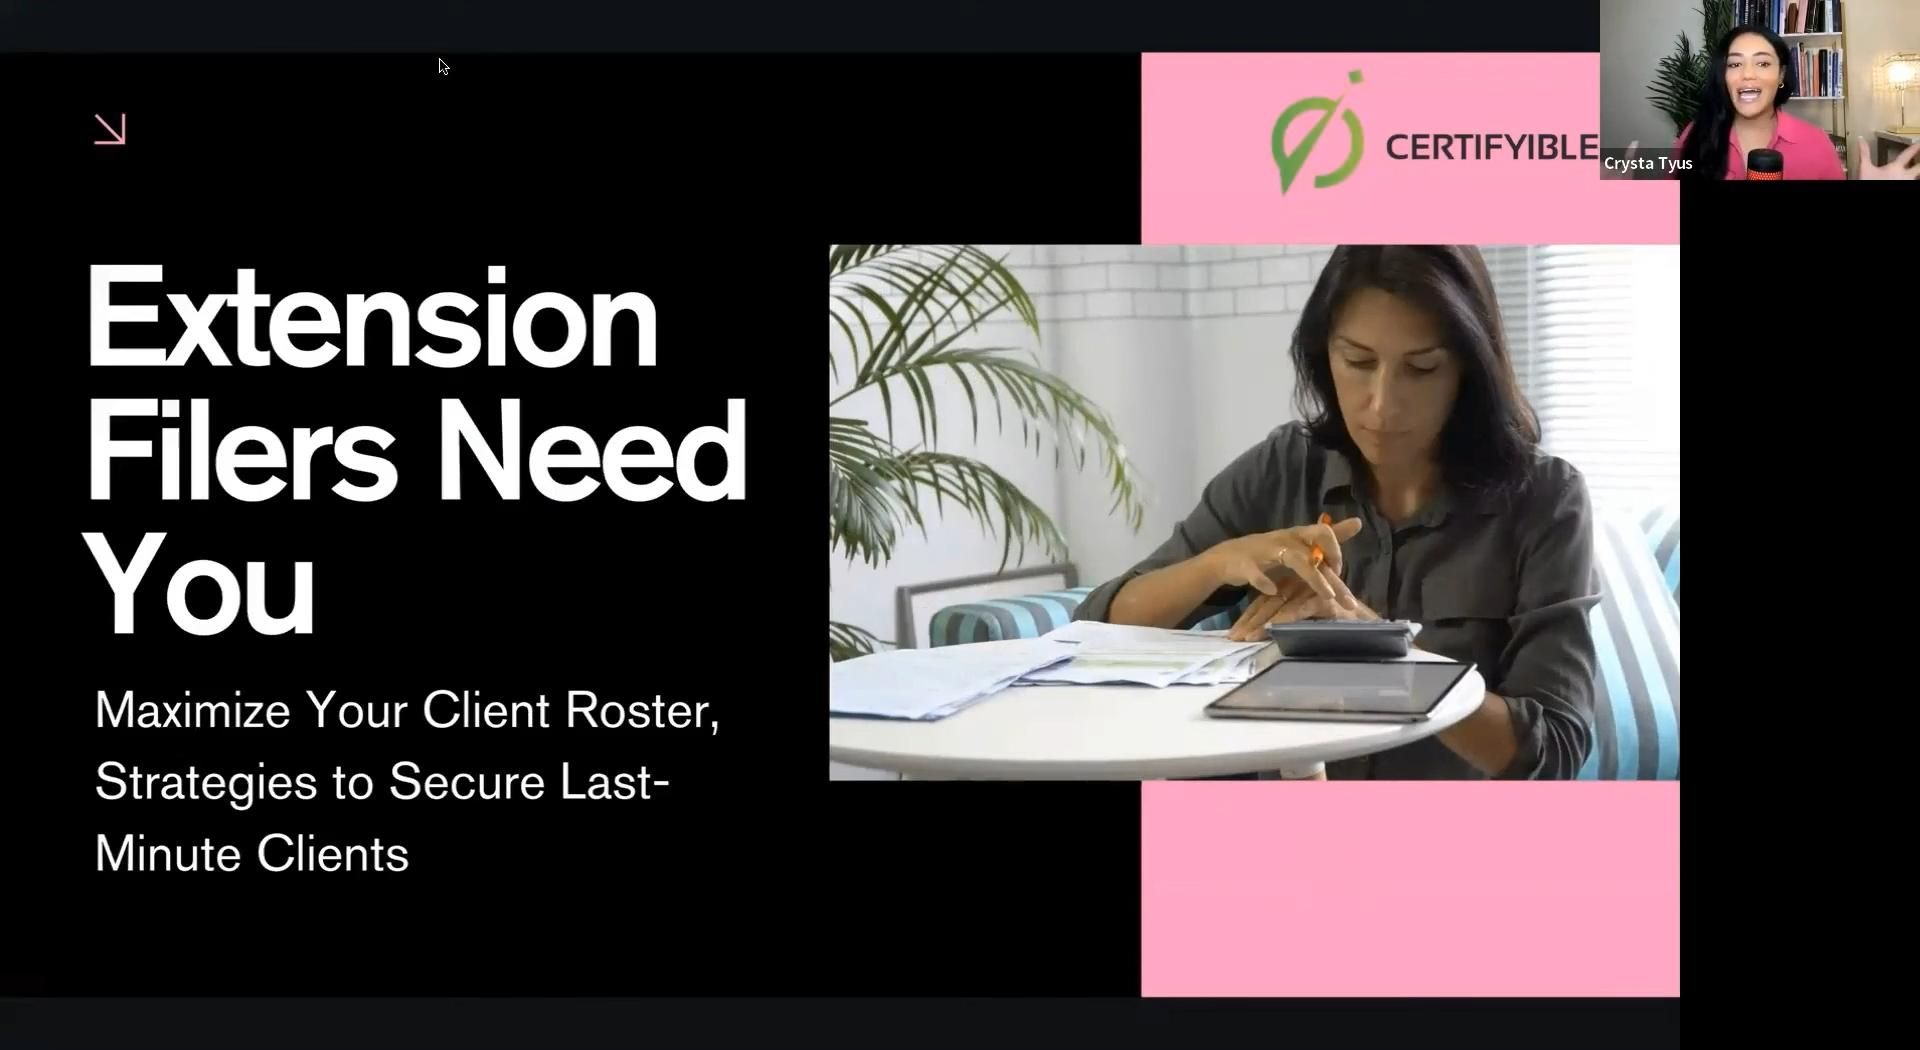 CERTIFYIBLE
Crysta Tyus
Extension
Filers Need
You
Maximize Your Client Roster,
Strategies to Secure Last-
Minute Clients